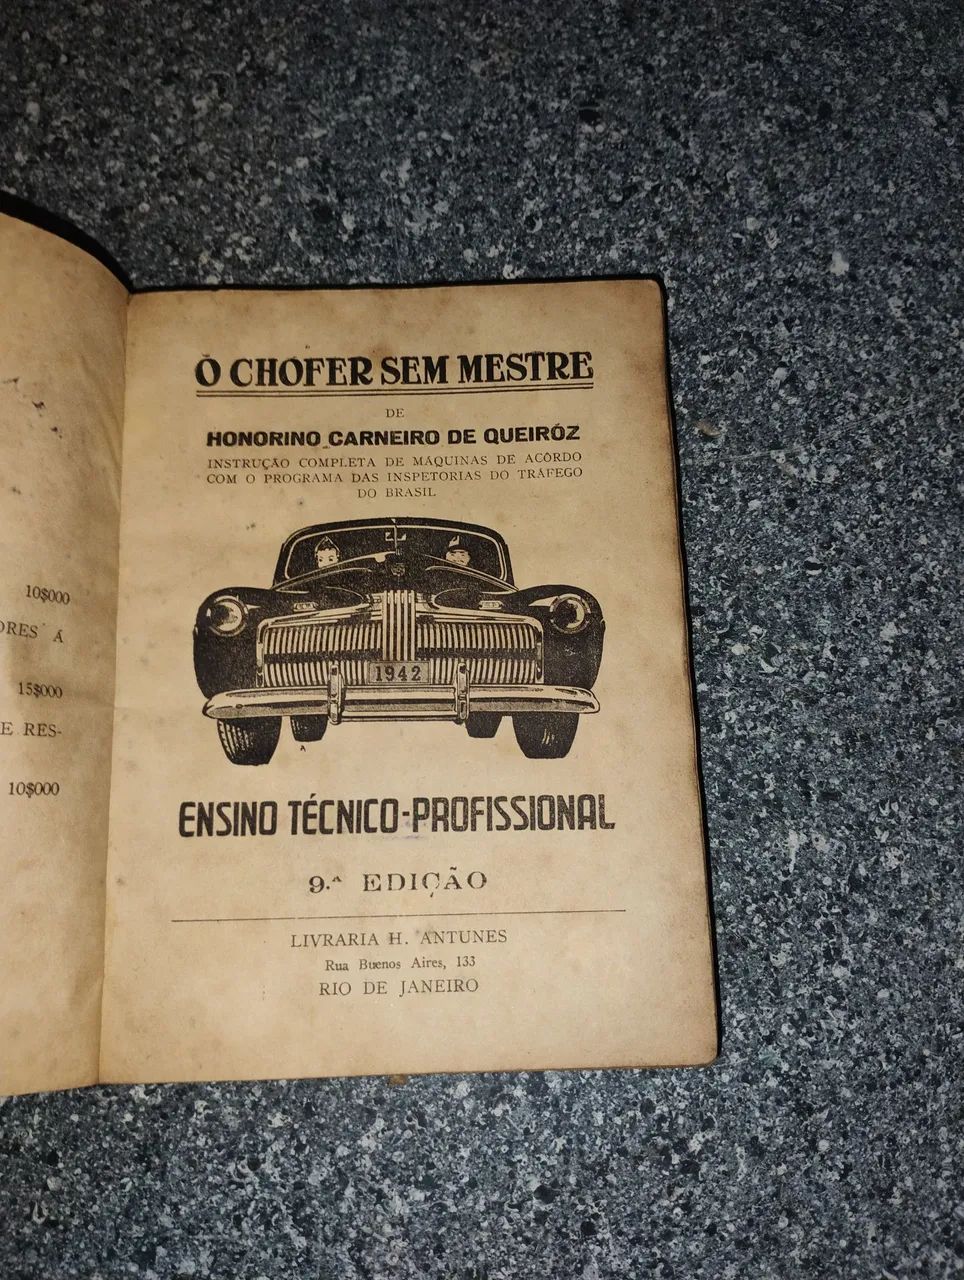 10$000
ORES Á
15$000
E RES-
10$000
O CHOFER SEM MESTRE
DE
HONORINO CARNEIRO DE QUEIRÓZ
INSTRUÇÃO COMPLETA DE MÁQUINAS DE ACÔRDO
COM O PROGRAMA DAS INSPETORIAS DO TRÁFEGO
DO BRASIL
1942
ENSINO TÉCNICO-PROFISSIONAL
9.ᴬ EDIÇÃO
LIVRARIA H. ANTUNES
Rua Buenos Aires, 133
RIO DE JANEIRO